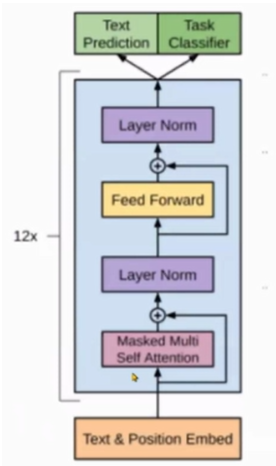 Text
Prediction
Task
Classifier
Layer Norm
Feed Forward
12x
Layer Norm
Masked Multi
Self Attention
Text & Position Embed